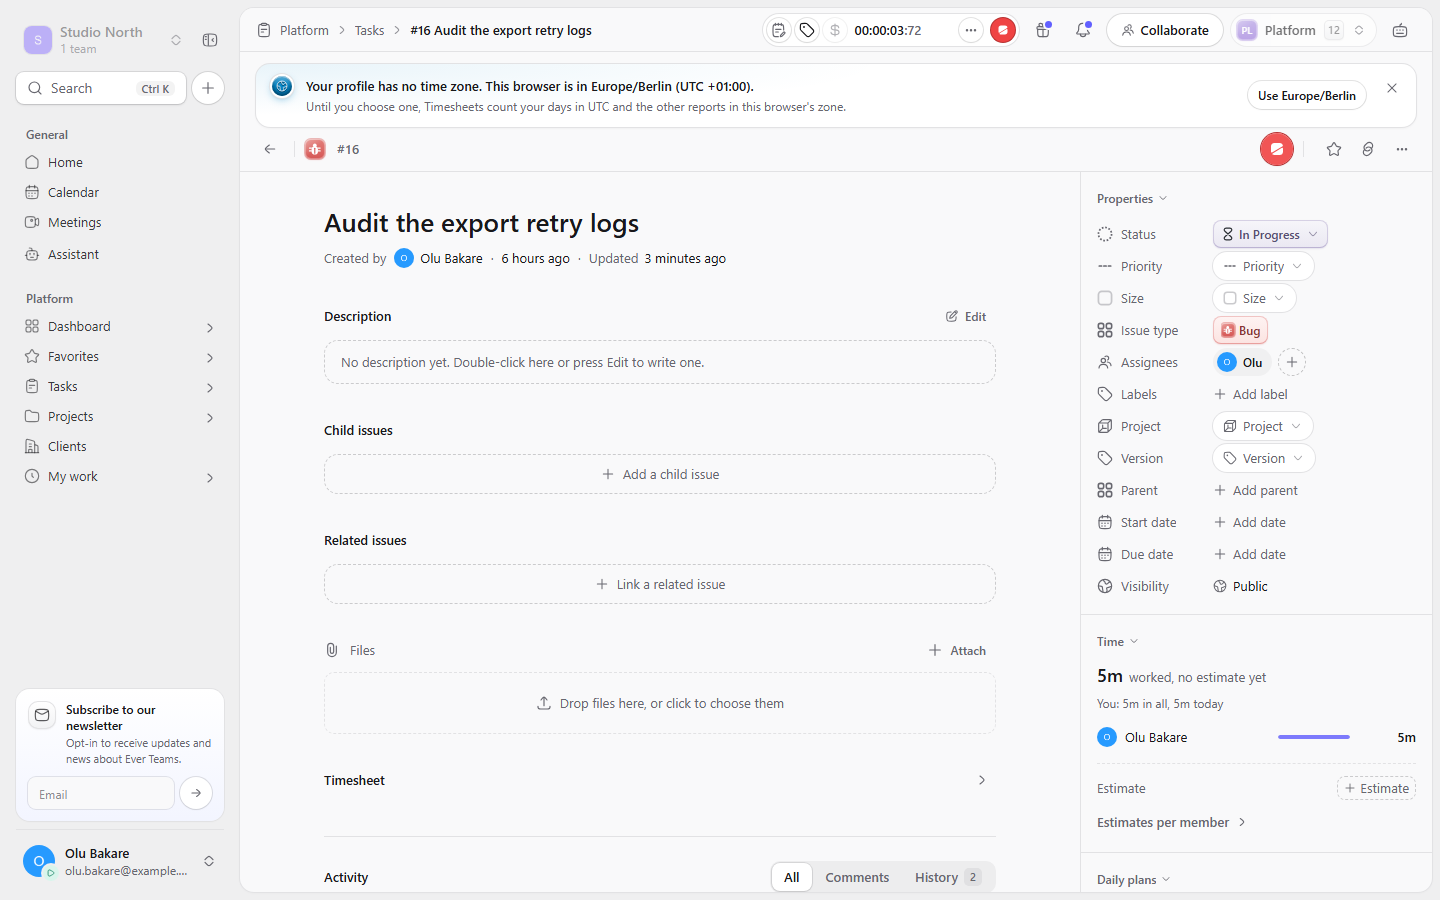 S
Studio North
1 team
Search
Ctrl K
General
Home
Calendar
Meetings
Assistant
Platform
Dashboard
Favorites
Tasks
Projects
Clients
My work
Subscribe to our
newsletter
Opt-in to receive updates and
news about Ever Teams.
Email
O
Olu Bakare
olu.bakare@example....
Platform
Tasks
#16 Audit the export retry logs
$
00:00:03:72
Collaborate
PL
Platform
12
Your profile has no time zone. This browser is in Europe/Berlin (UTC +01:00).
Until you choose one, Timesheets count your days in UTC and the other reports in this browser's zone.
Use Europe/Berlin
#16
Audit the export retry logs
Created by
O
Olu Bakare · 6 hours ago · Updated 3 minutes ago
Description
Edit
No description yet. Double-click here or press Edit to write one.
Child issues
Add a child issue
Related issues
Link a related issue
Files
Attach
Drop files here, or click to choose them
Timesheet
Activity
All
Comments
History 2
Properties
Status
In Progress
Priority
Priority
Size
Size
Issue type
Bug
Assignees
O
Olu
Labels
Add label
Project
Project
Version
Version
Parent
Add parent
Start date
Add date
Due date
Add date
Visibility
Public
Time
5m worked, no estimate yet
You: 5m in all, 5m today
O
Olu Bakare
5m
Estimate
Estimate
Estimates per member
Daily plans